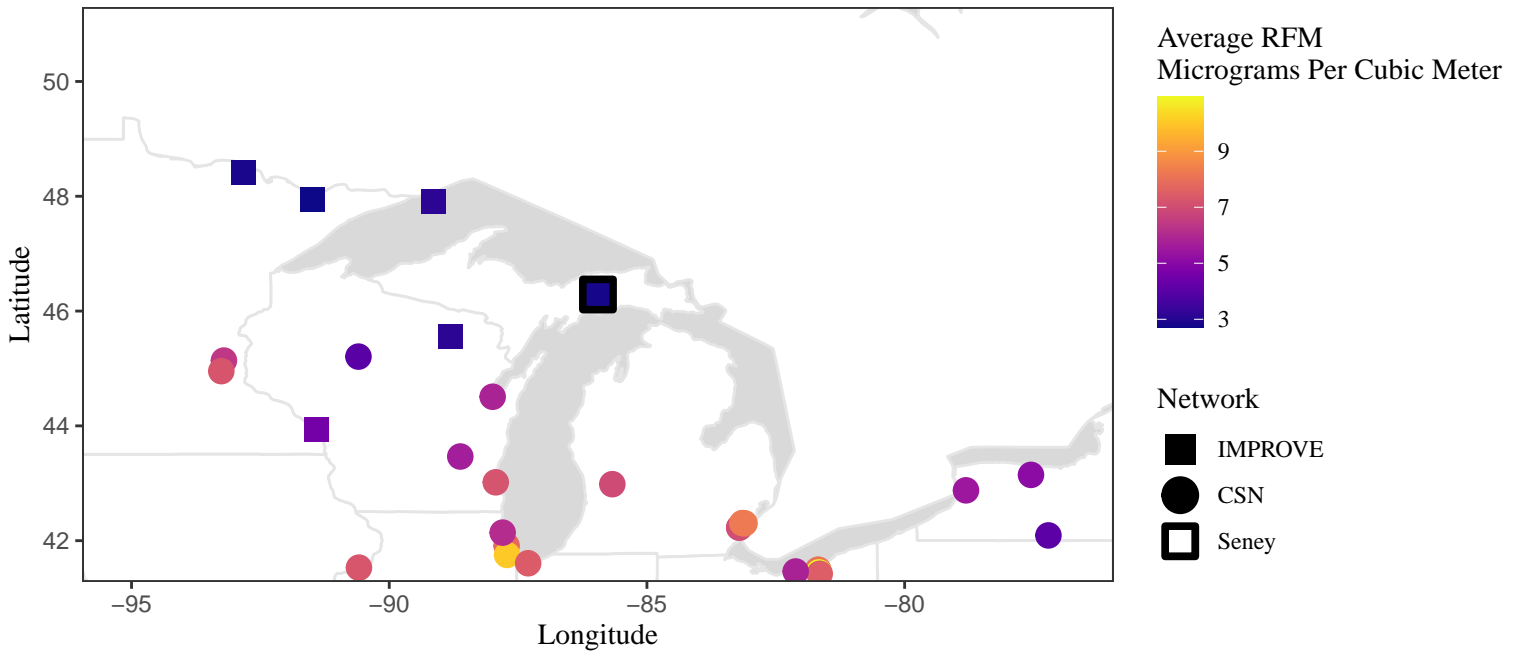 50
48
46
44
42
Latitude
−95
−90
−85
−80
Longitude
Average RFM
Micrograms Per Cubic Meter
9
7
5
3
Network
IMPROVE
CSN
Seney